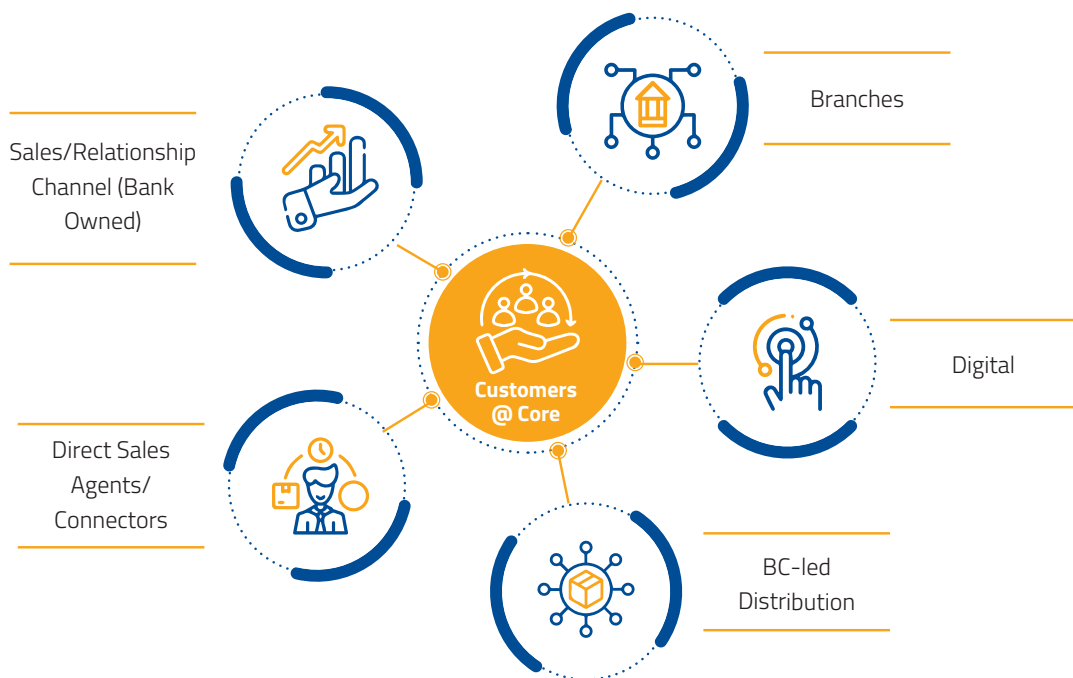 Branches
Sales/Relationship
Channel (Bank
Owned)
Customers
@ Core
Digital
Direct Sales
Agents/
Connectors
BC-led
Distribution